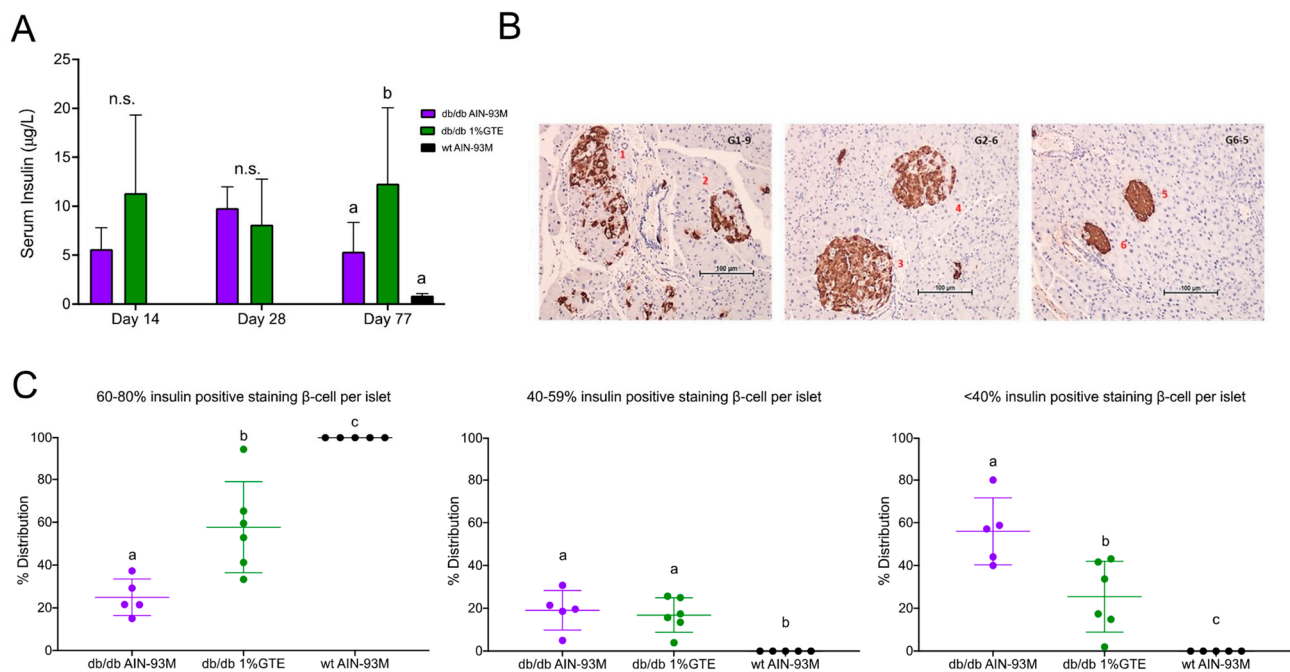 A
Serum Insulin (µg/L)
25
20
15
10
5
0
n.s.
n.s.
a
b
a
Day 14
Day 28
Day 77
db/db AIN-93M
db/db 1%GTE
wt AIN-93M
B
G1-9
1
2
100 µm
G2-6
4
3
100 µm
G6-5
5
6
100 µm
C
60-80% insulin positive staining β-cell per islet
% Distribution
100
80
60
40
20
0
a
b
c
db/db AIN-93M
db/db 1%GTE
wt AIN-93M
40-59% insulin positive staining β-cell per islet
% Distribution
100
80
60
40
20
0
a
a
b
db/db AIN-93M
db/db 1%GTE
wt AIN-93M
<40% insulin positive staining β-cell per islet
% Distribution
100
80
60
40
20
0
a
b
c
db/db AIN-93M
db/db 1%GTE
wt AIN-93M